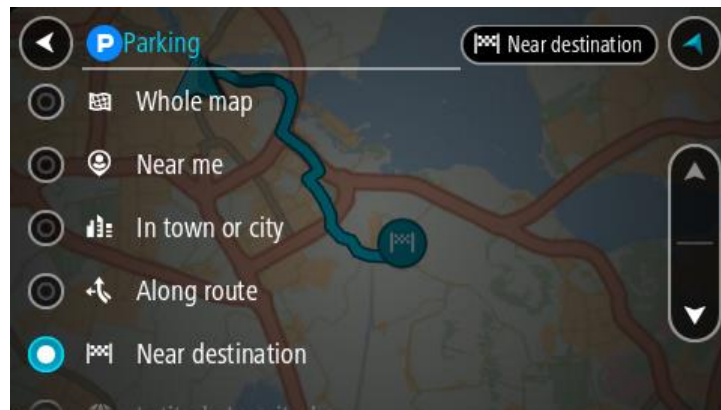 P Parking
Near destination
Whole map
Near me
In town or city
Along route
Near destination